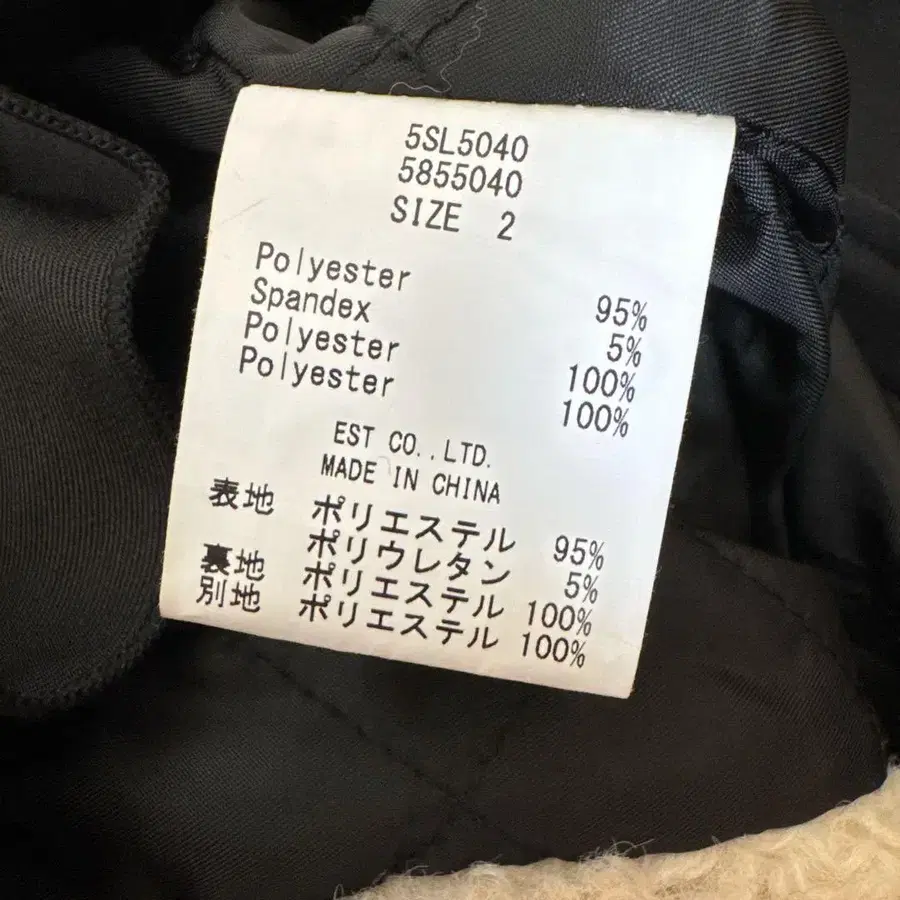 5SL5040
5855040
SIZE 2
Polyester 95%
Spandex 5%
Polyester 100%
Polyester 100%
EST CO.,LTD.
MADE IN CHINA
表地 ポリエステル 95%
ポリウレタン 5%
裏地 ポリエステル 100%
別地 ポリエステル 100%